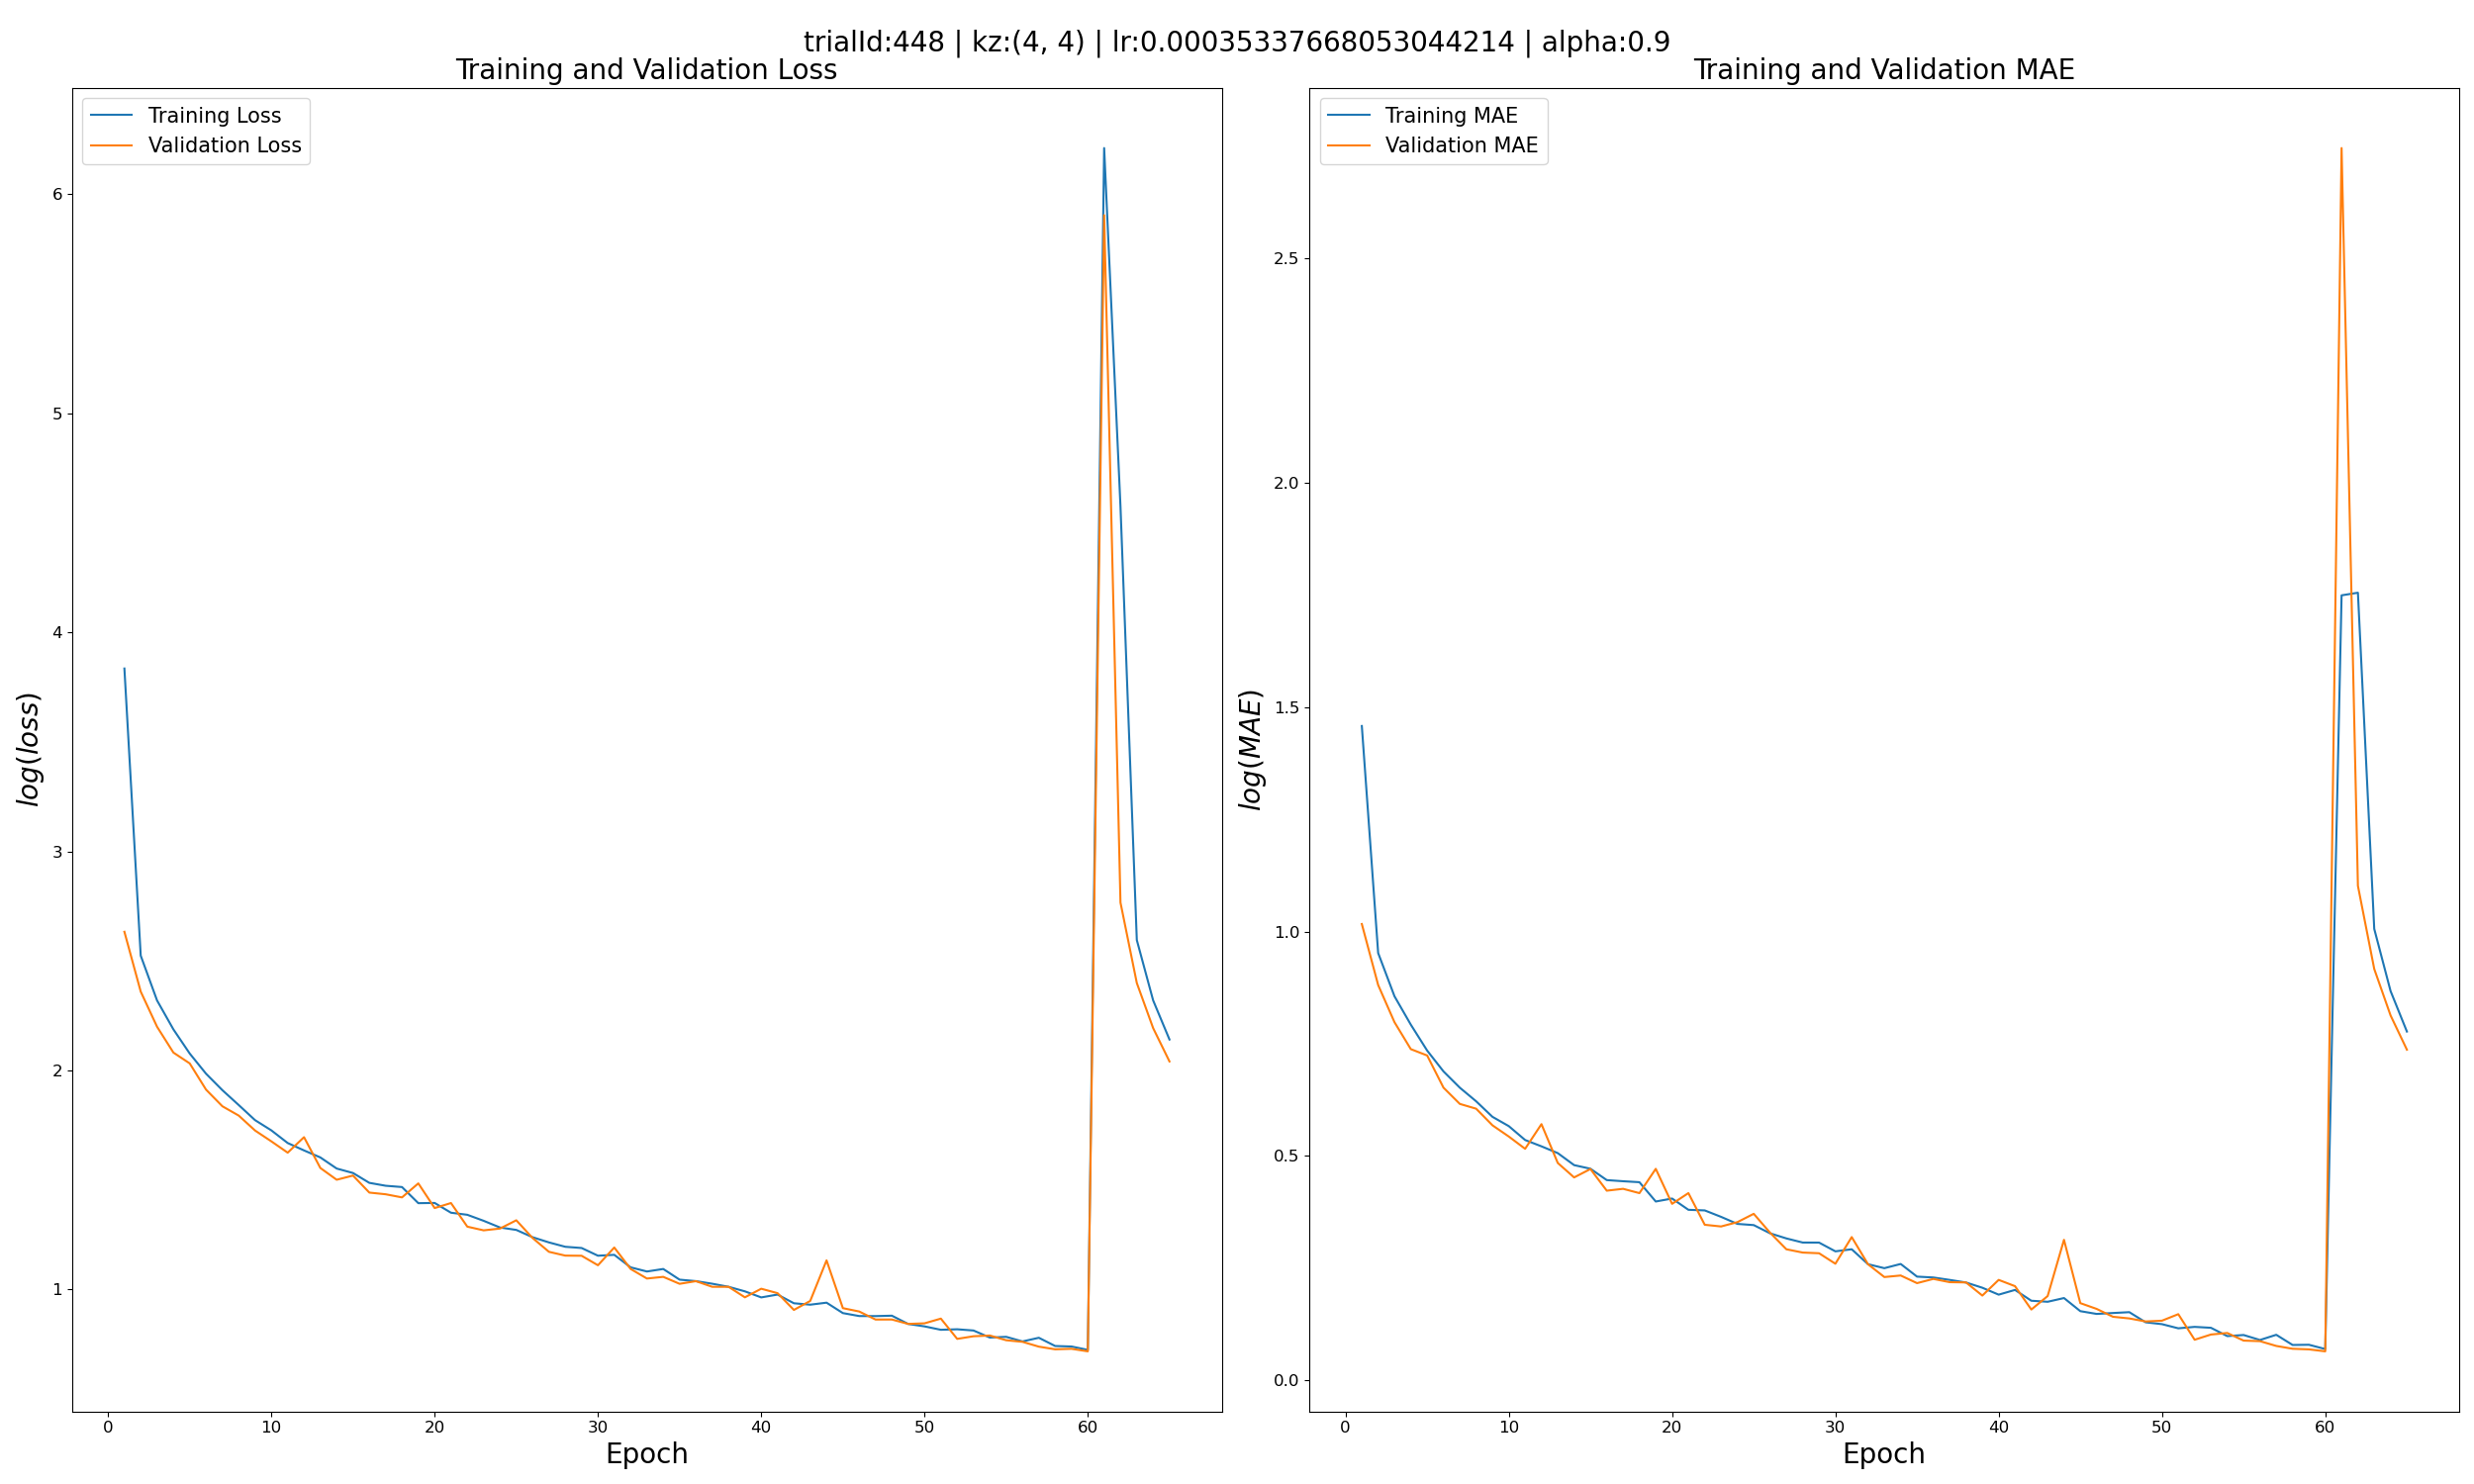 trialId:448 | kz:(4, 4) | lr:0.00035337668053044214 | alpha:0.9
Training and Validation Loss
Training Loss
Validation Loss
6
5
4
3
2
1
log(loss)
0 10 20 30 40 50 60
Epoch
Training and Validation MAE
Training MAE
Validation MAE
2.5
2.0
1.5
1.0
0.5
0.0
log(MAE)
0 10 20 30 40 50 60
Epoch